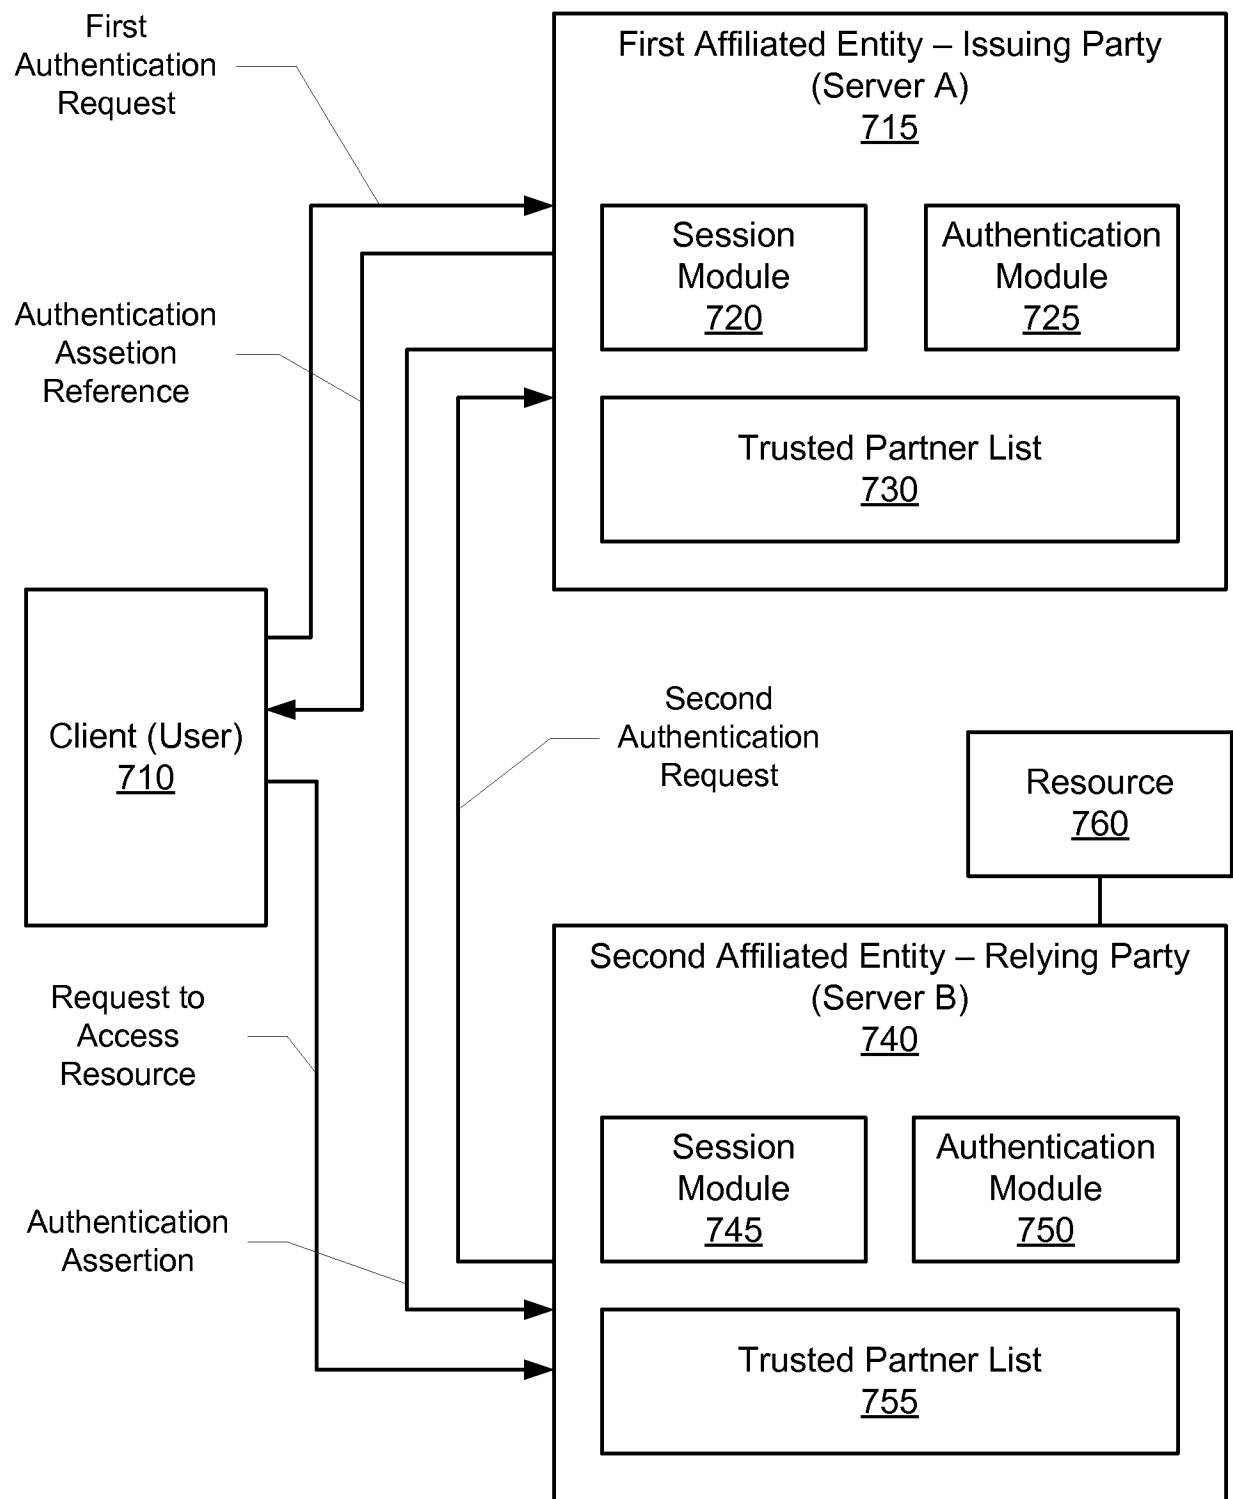 First
Authentication
Request
First Affiliated Entity – Issuing Party
(Server A)
715
Session
Module
720
Authentication
Module
725
Authentication
Assetion
Reference
Trusted Partner List
730
Client (User)
710
Second
Authentication
Request
Resource
760
Second Affiliated Entity – Relying Party
(Server B)
740
Request to
Access
Resource
Session
Module
745
Authentication
Module
750
Authentication
Assertion
Trusted Partner List
755